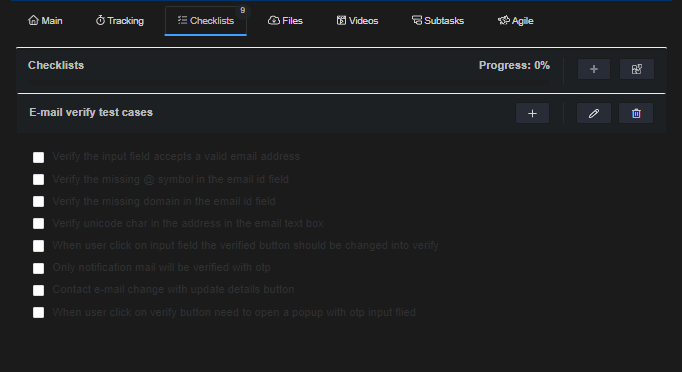 Main Tracking Checklists 9 Files Videos Subtasks Agile
Checklists Progress: 0%
E-mail verify test cases
Verify the input field accepts a valid email address
Verify the missing @ symbol in the email id field
Verify the missing domain in the email id field
Verify unicode char in the address in the email text box
When user click on input field the verified button should be changed into verify
Only notification mail will be verified with otp
Contact e-mail change with update details button
When user click on verify button need to open a popup with otp input flied